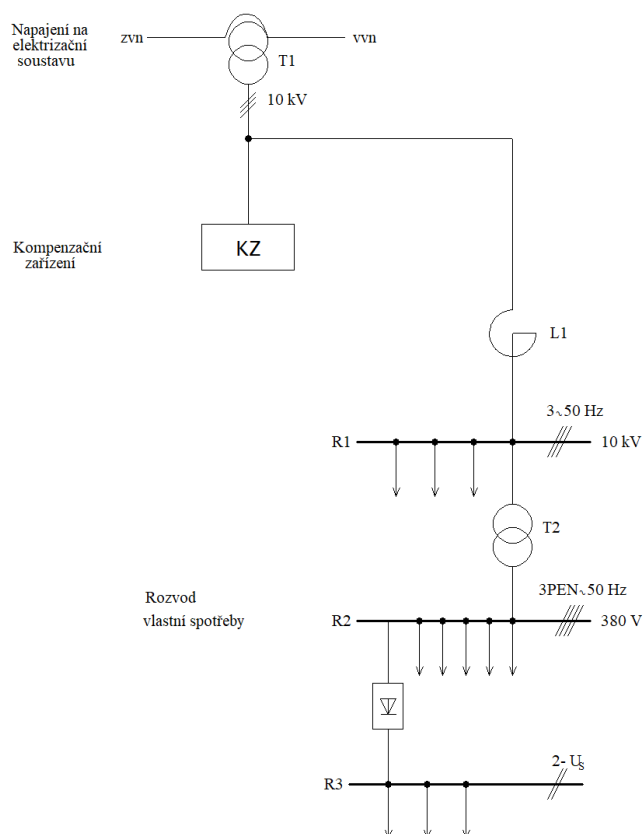 Napajení na
elektrizační
soustavu
zvn
vvn
T1
10 kV
Kompenzační
zařízení
KZ
L1
3∿50 Hz
R1
10 kV
T2
Rozvod
vlastní spotřeby
3PEN∿50 Hz
R2
380 V
2- US
R3